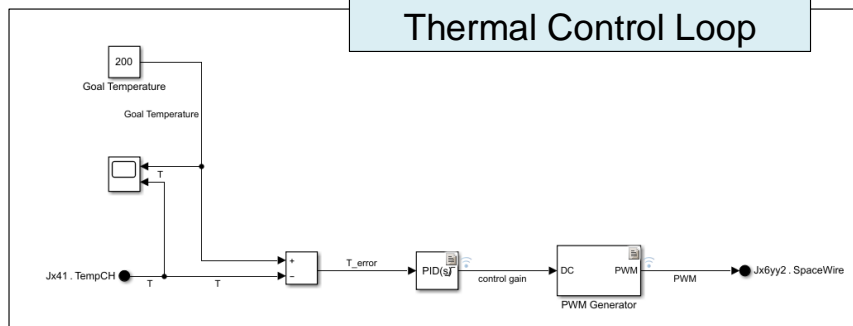 Thermal Control Loop
200
Goal Temperature
Goal Temperature
T
+
−
T_error
PID(s)
control gain
DC
PWM
PWM Generator
PWM
Jx6yy2 . SpaceWire
Jx41 . TempCH
T
T